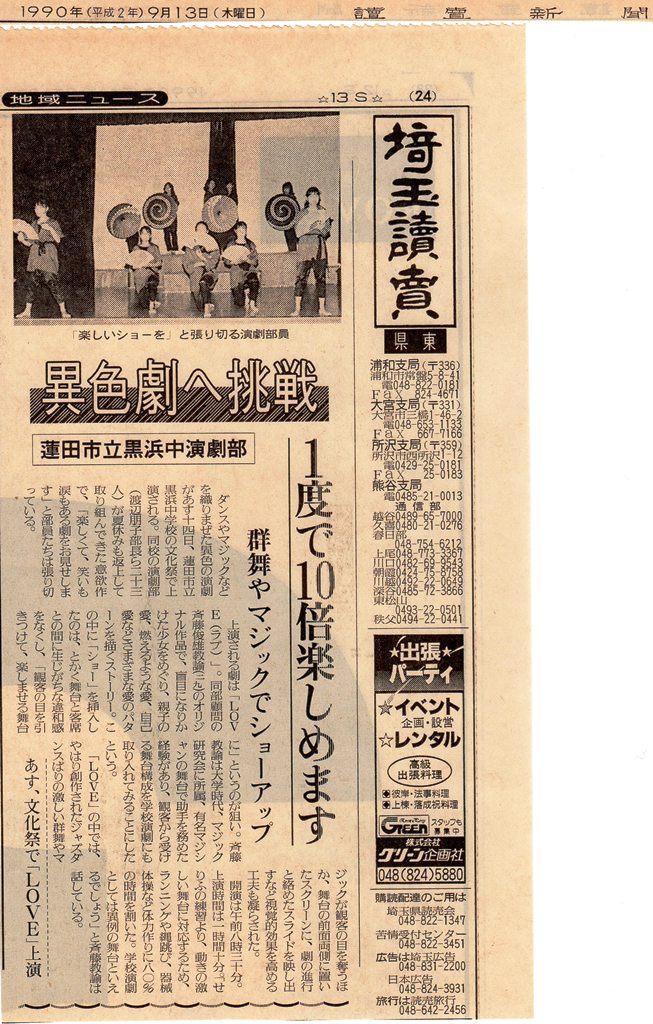 1990年(平成2年)9月13日(木曜日)
讀賣新聞
地域ニュース
☆13S☆
(24)
埼玉讀賣
県東
「楽しいショーを」と張り切る演劇部員
異色劇へ挑戦
蓮田市立黒浜中演劇部
1度で10倍楽しめます
群舞やマジックでショーアップ
ダンスやマジックなど
を織りまぜた異色の演劇
があす十四日、蓮田市立
黒浜中学校の文化祭で上
演される。同校の演劇部
(渡辺朋子部長ら二十三
人)が夏休みも返上して
取り組んできた意欲作
で、「楽しくて、笑いも
涙もある劇をお見せしま
す」と部員たちは張り切
っている。
上演される劇は「LOV
E(ラブ)」。同部顧問の
斉藤俊雄教諭(三〇)のオリジ
ナル作品で、盲目になりか
けた少女をめぐり、親子の
愛、燃えるような愛、自己
愛などさまざまな愛のパタ
ーンを描くストーリー。こ
の中に「ショー」を挿入し
たのは、とかく舞台と客席
との間に生じがちな違和感
をなくし、「観客の目を引
きつけて、楽しませる舞台
に」というのが狙い。斉藤
教諭は大学時代、マジック
研究会に所属、有名マジシ
ャンの舞台で助手を務めた
経験があり、観客から受け
る舞台構成を学校演劇にも
取り入れてみることにした
という。
「LOVE」の中では、
やはり創作されたジャズダ
ンスばりの激しい群舞やマ
ジックが観客の目を奪うほ
か、舞台の前面両側に置い
たスクリーンに、劇の進行
と絡めたスライドを映し出
すなど視覚的効果を高める
工夫も凝らされた。
開演は午前八時三十分。
上演時間は一時間十分。「せ
りふの練習より、動きの激
しい舞台に対応するため、
ランニングや縄跳び、器械
体操など体力作りに八〇%
の時間を割いた。学校演劇
としては異例の舞台といえ
るでしょう」と斉藤教諭は
話している。
あす、文化祭で「LOVE」上演
浦和支局(〒336)
浦和市常盤5-8-41
電048-822-0181
Fax 824-4671
大宮支局(〒331)
大宮市三橋1-46-2
電048-653-1133
Fax 667-7166
所沢支局(〒359)
所沢市西所沢1-12
電0429-25-0181
Fax 25-0183
熊谷支局
電0485-21-0013
通信部
越谷0489-65-7000
久喜0480-21-0276
春日部
048-754-6212
上尾048-773-3367
川口0482-69-9543
朝霞0424-75-8758
川越0492-22-0649
深谷0485-72-3866
東松山
0493-22-0501
秩父0494-22-0441
★出張★
パーティ
☆イベント
企画・設営
☆レンタル
高級
出張料理
●彼岸・法事料理
●上棟・落成祝料理
GREEN
スタッフも
募集中
株式会社
グリーン企画社
048(824)5880
購読配達のご用は
埼玉県読売会
048-822-1347
苦情受付センター
048-822-3451
広告は埼玉広告
048-831-2200
日本広告
048-824-3931
旅行は読売旅行
048-642-2456